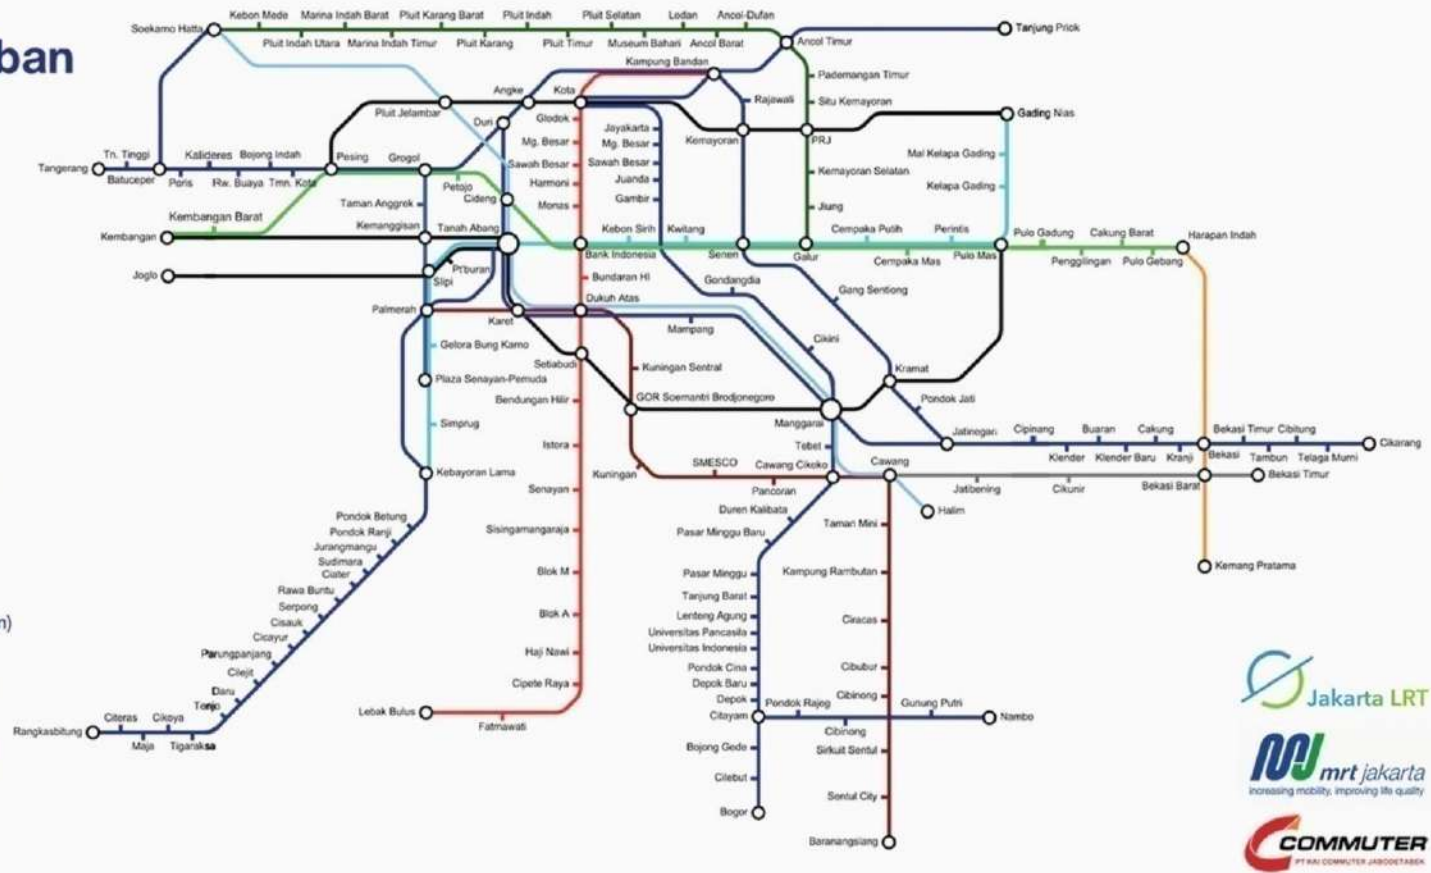 ban
Kebon Mede
Marina Indah Barat
Pluit Karang Barat
Pluit Indah
Pluit Selatan
Lodan
Ancol-Dufan
Soekarno Hatta
Tanjung Priok
Pluit Indah Utara
Marina Indah Timur
Pluit Karang
Pluit Timur
Museum Bahari
Ancol Barat
Ancol Timur
Kampung Bandan
Pademangan Timur
Angke
Kota
Rajawali
Situ Kemayoran
Pluit Jelambar
Duri
Glodok
Jayakarta
Gading Nias
Mg. Besar
Mg. Besar
Kemayoran
PRJ
Tn. Tinggi
Kalideres
Bojong Indah
Pesing
Grogol
Sawah Besar
Sawah Besar
Mal Kelapa Gading
Tangerang
Batuceper
Poris
Rw. Buaya
Tmn. Kota
Petojo
Harmoni
Juanda
Kemayoran Selatan
Kelapa Gading
Taman Anggrek
Cideng
Monas
Gambir
Jiung
Kembangan Barat
Kemanggisan
Tanah Abang
Kebon Sirih
Kwitang
Cempaka Putih
Perintis
Pulo Gadung
Cakung Barat
Harapan Indah
Kembangan
Bank Indonesia
Senen
Galur
Cempaka Mas
Pulo Mas
Penggilingan
Pulo Gebang
Joglo
Pt'buran
Slipi
Bundaran HI
Gondangdia
Gang Sentiong
Palmerah
Karet
Dukuh Atas
Mampang
Cikini
Gelora Bung Karno
Setiabudi
Kuningan Sentral
Kramat
Plaza Senayan-Pemuda
Bendungan Hilir
GOR Soemantri Brodjonegoro
Pondok Jati
Simprug
Manggarai
Istora
Tebet
Jatinegara
Cipinang
Buaran
Cakung
Bekasi Timur
Cibitung
Cikarang
Klender
Klender Baru
Kranji
Bekasi
Tambun
Telaga Murni
Kebayoran Lama
Kuningan
SMESCO
Cawang Cikoko
Cawang
Bekasi Timur
Senayan
Pancoran
Jatibening
Cikunir
Bekasi Barat
Duren Kalibata
Halim
Pondok Betung
Pondok Ranji
Sisingamangaraja
Pasar Minggu Baru
Taman Mini
Jurangmangu
Sudimara
Ciater
Blok M
Pasar Minggu
Kampung Rambutan
Kemang Pratama
Rawa Buntu
Tanjung Barat
Serpong
Blok A
Lenteng Agung
Ciracas
Cisauk
n)
Universitas Pancasila
Cicayur
Haji Nawi
Universitas Indonesia
Parungpanjang
Pondok Cina
Cibubur
Cilejit
Cipete Raya
Depok Baru
Daru
Depok
Cibinong
Tenjo
Lebak Bulus
Fatmawati
Citayam
Pondok Rajeg
Gunung Putri
Nambo
Jakarta LRT
Rangkasbitung
Citeras
Cikoya
Cibinong
Maja
Tigaraksa
Bojong Gede
Sirkuit Sentul
Cilebut
Sentul City
mrt jakarta
increasing mobility, improving life quality
Bogor
Baranangsiang
COMMUTER
PT KAI COMMUTER JABODETABEK